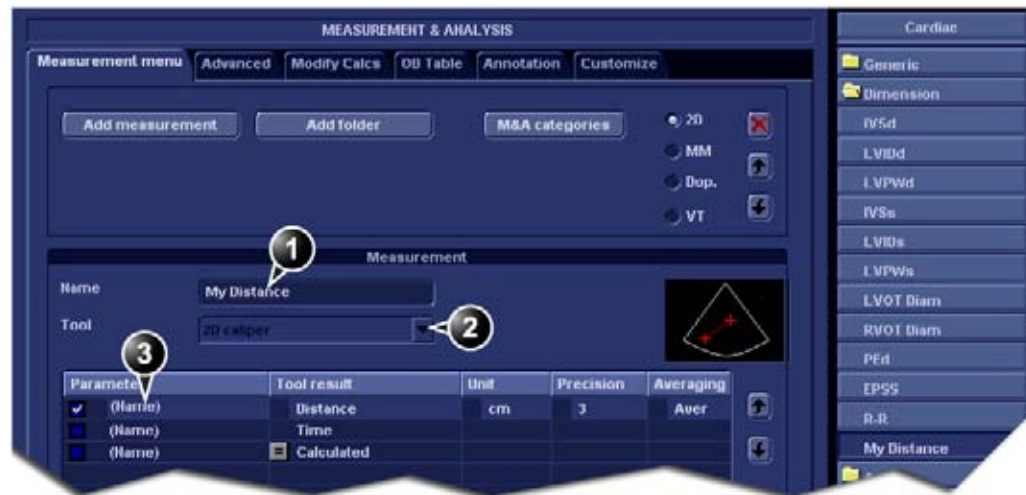 MEASUREMENT & ANALYSIS
Measurement menu Advanced Modify Calcs OB Table Annotation Customize
Add measurement Add folder M&A categories
2D
MM
Dop.
VT
Measurement
1
Name My Distance
Tool 2D caliper
2
3
Parameter Tool result Unit Precision Averaging
(Name) Distance cm 3 Aver
(Name) Time
(Name) = Calculated
Cardiac
Generic
Dimension
IVSd
LVIDd
LVPWd
IVSs
LVIDs
LVPWs
LVOT Diam
RVOT Diam
PEd
EPSS
R-R
My Distance